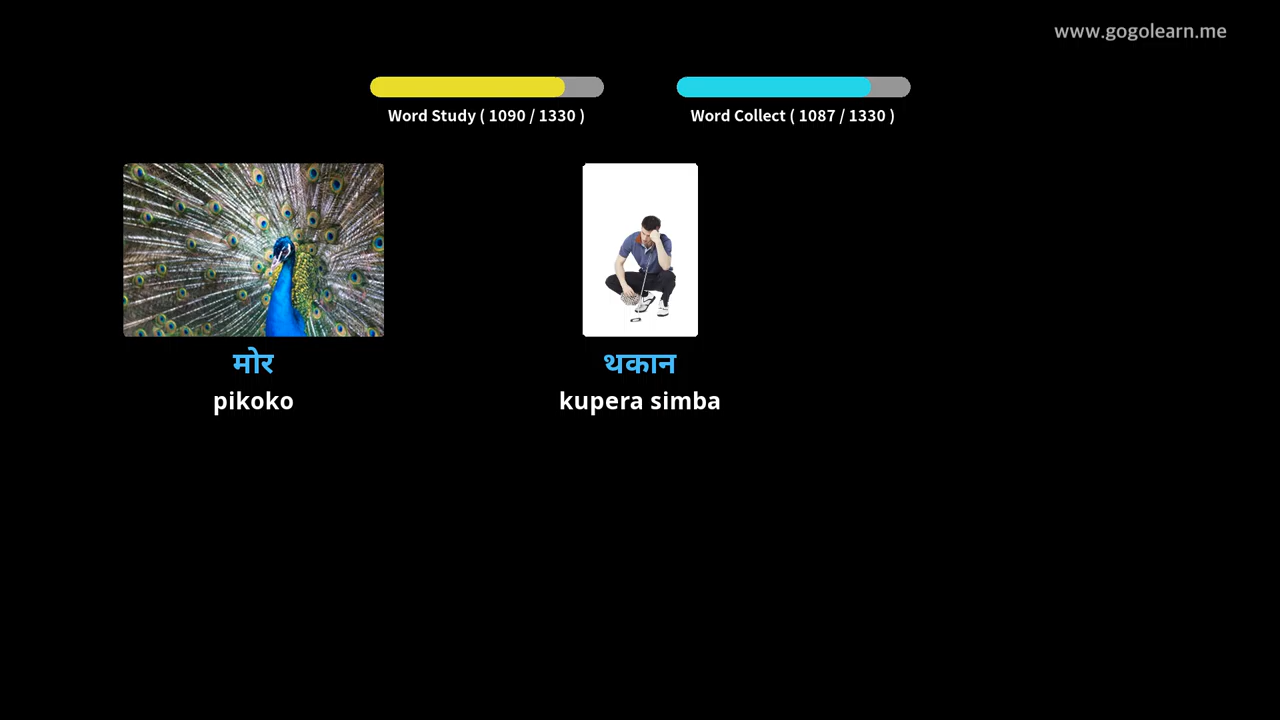 www.gogolearn.me
Word Study ( 1090 / 1330 )
Word Collect ( 1087 / 1330 )
मोर
pikoko
थकान
kupera simba